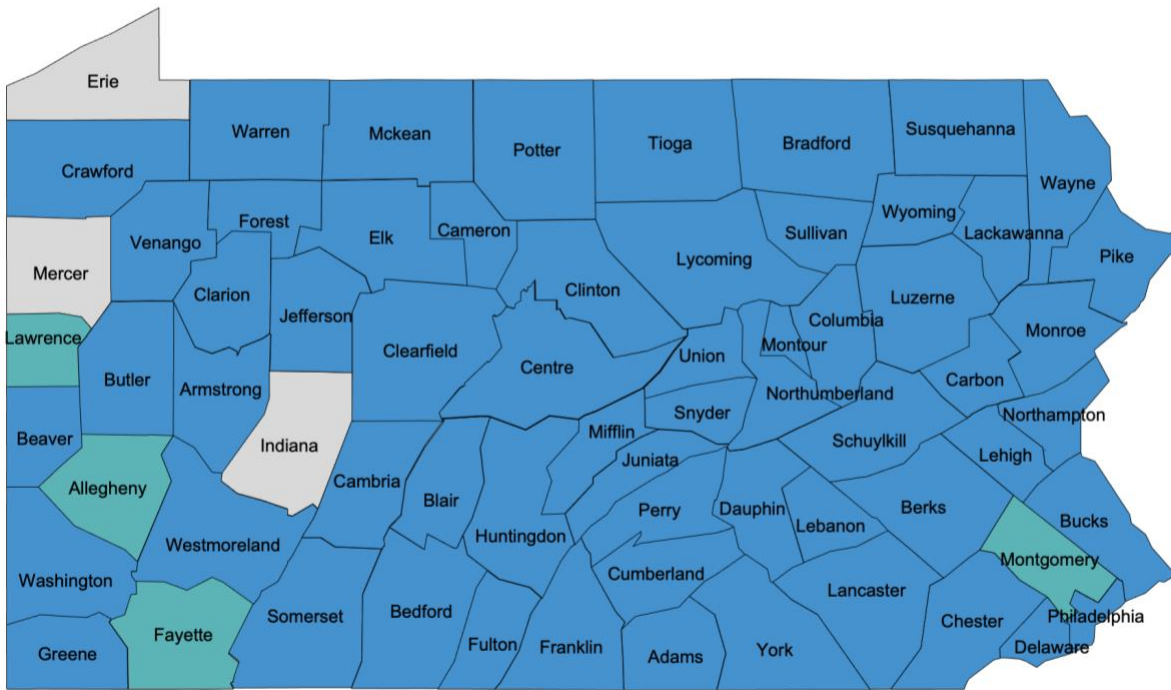 Erie
Warren
Mckean
Potter
Tioga
Bradford
Susquehanna
Wayne
Crawford
Venango
Forest
Elk
Cameron
Lycoming
Sullivan
Wyoming
Lackawanna
Pike
Mercer
Clarion
Jefferson
Clinton
Columbia
Luzerne
Monroe
Lawrence
Butler
Armstrong
Clearfield
Centre
Union
Montour
Northumberland
Carbon
Northampton
Beaver
Indiana
Mifflin
Snyder
Schuylkill
Lehigh
Allegheny
Cambria
Blair
Juniata
Perry
Dauphin
Lebanon
Berks
Bucks
Westmoreland
Huntingdon
Montgomery
Washington
Cumberland
Lancaster
Philadelphia
Greene
Fayette
Somerset
Bedford
Fulton
Franklin
Adams
York
Chester
Delaware